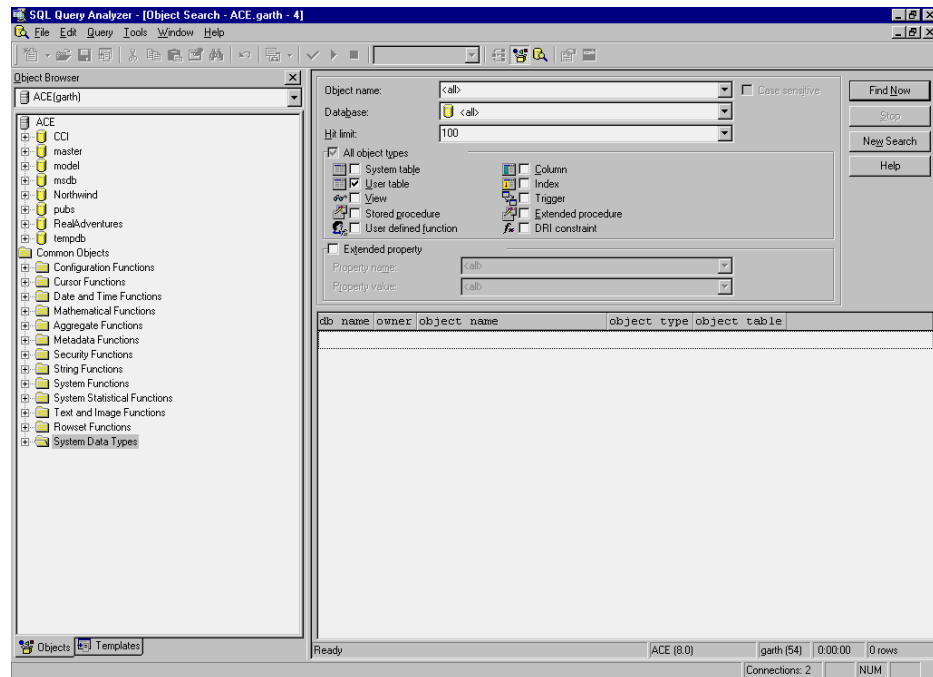 SQL Query Analyzer - [Object Search - ACE.garth - 4]
File Edit Query Tools Window Help
Object Browser
ACE(garth)
ACE
CCI
master
model
msdb
Northwind
pubs
RealAdventures
tempdb
Common Objects
Configuration Functions
Cursor Functions
Date and Time Functions
Mathematical Functions
Aggregate Functions
Metadata Functions
Security Functions
String Functions
System Functions
System Statistical Functions
Text and Image Functions
Rowset Functions
System Data Types
Objects Templates
Object name: <all> Case sensitive
Database: <all>
Hit limit: 100
Find Now
Stop
New Search
Help
All object types
System table Column
User table Index
View Trigger
Stored procedure Extended procedure
User defined function DRI constraint
Extended property
Property name: <all>
Property value: <all>
db name owner object name object type object table
Ready ACE (8.0) garth (54) 0:00:00 0 rows
Connections: 2 NUM